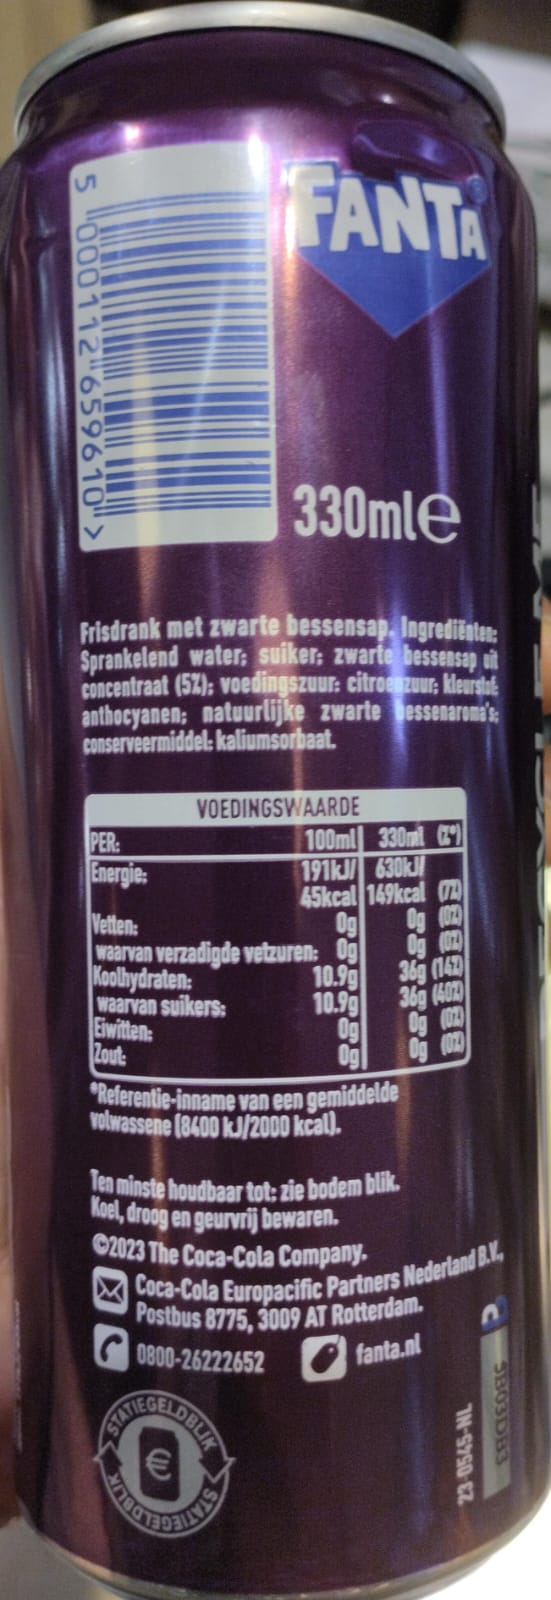 FANTA®
5 000112 659610 >
330ml e
Frisdrank met zwarte bessensap. Ingrediënten:
Sprankelend water; suiker; zwarte bessensap uit
concentraat (5%); voedingszuur: citroenzuur; kleurstof:
anthocyanen; natuurlijke zwarte bessenaroma's;
conserveermiddel: kaliumsorbaat.
VOEDINGSWAARDE
PER: 100ml 330ml (%*)
Energie: 191kJ/ 630kJ/
45kcal 149kcal (7%)
Vetten: 0g 0g (0%)
waarvan verzadigde vetzuren: 0g 0g (0%)
Koolhydraten: 10.9g 36g (14%)
waarvan suikers: 10.9g 36g (40%)
Eiwitten: 0g 0g (0%)
Zout: 0g 0g (0%)
*Referentie-inname van een gemiddelde
volwassene (8400 kJ/2000 kcal).
Ten minste houdbaar tot: zie bodem blik.
Koel, droog en geurvrij bewaren.
©2023 The Coca-Cola Company.
Coca-Cola Europacific Partners Nederland B.V.,
Postbus 8775, 3009 AT Rotterdam.
0800-26222652
fanta.nl
STATIEGELDBLIK
€
STATIEGELDBLIK
STATIEGELDBLIK
23-0545-NL